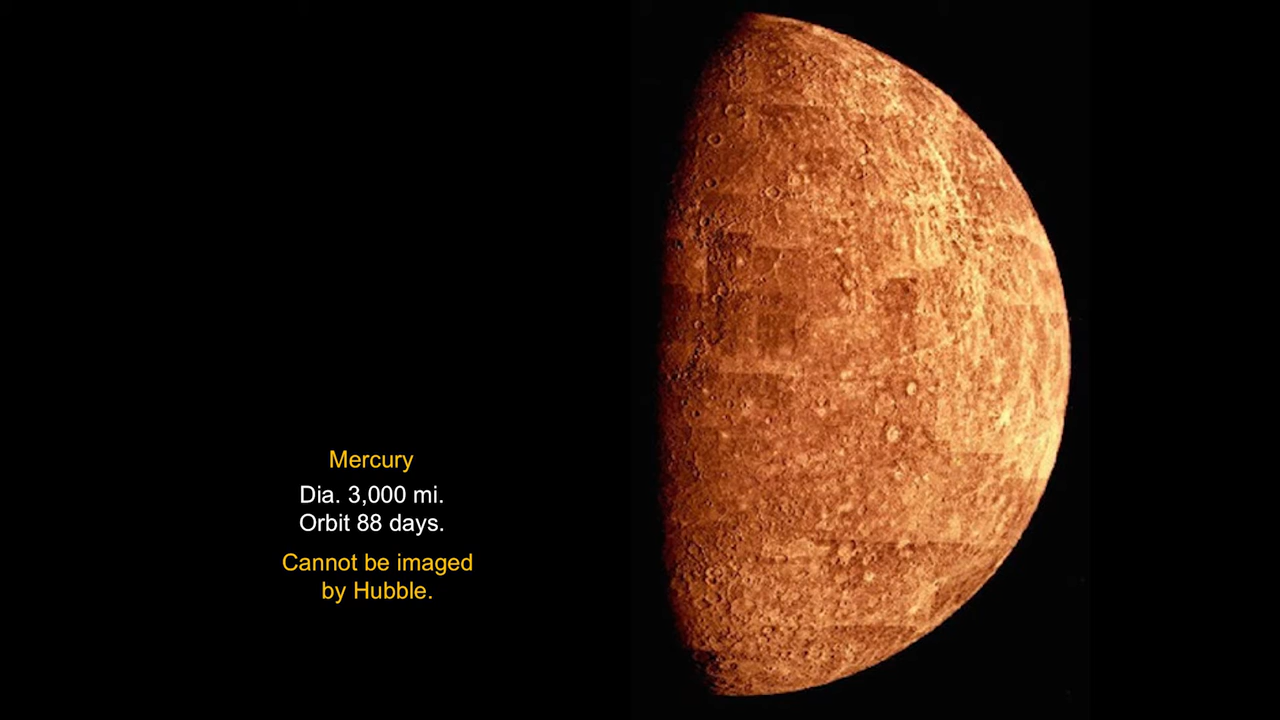 Mercury
Dia. 3,000 mi.
Orbit 88 days.
Cannot be imaged
by Hubble.